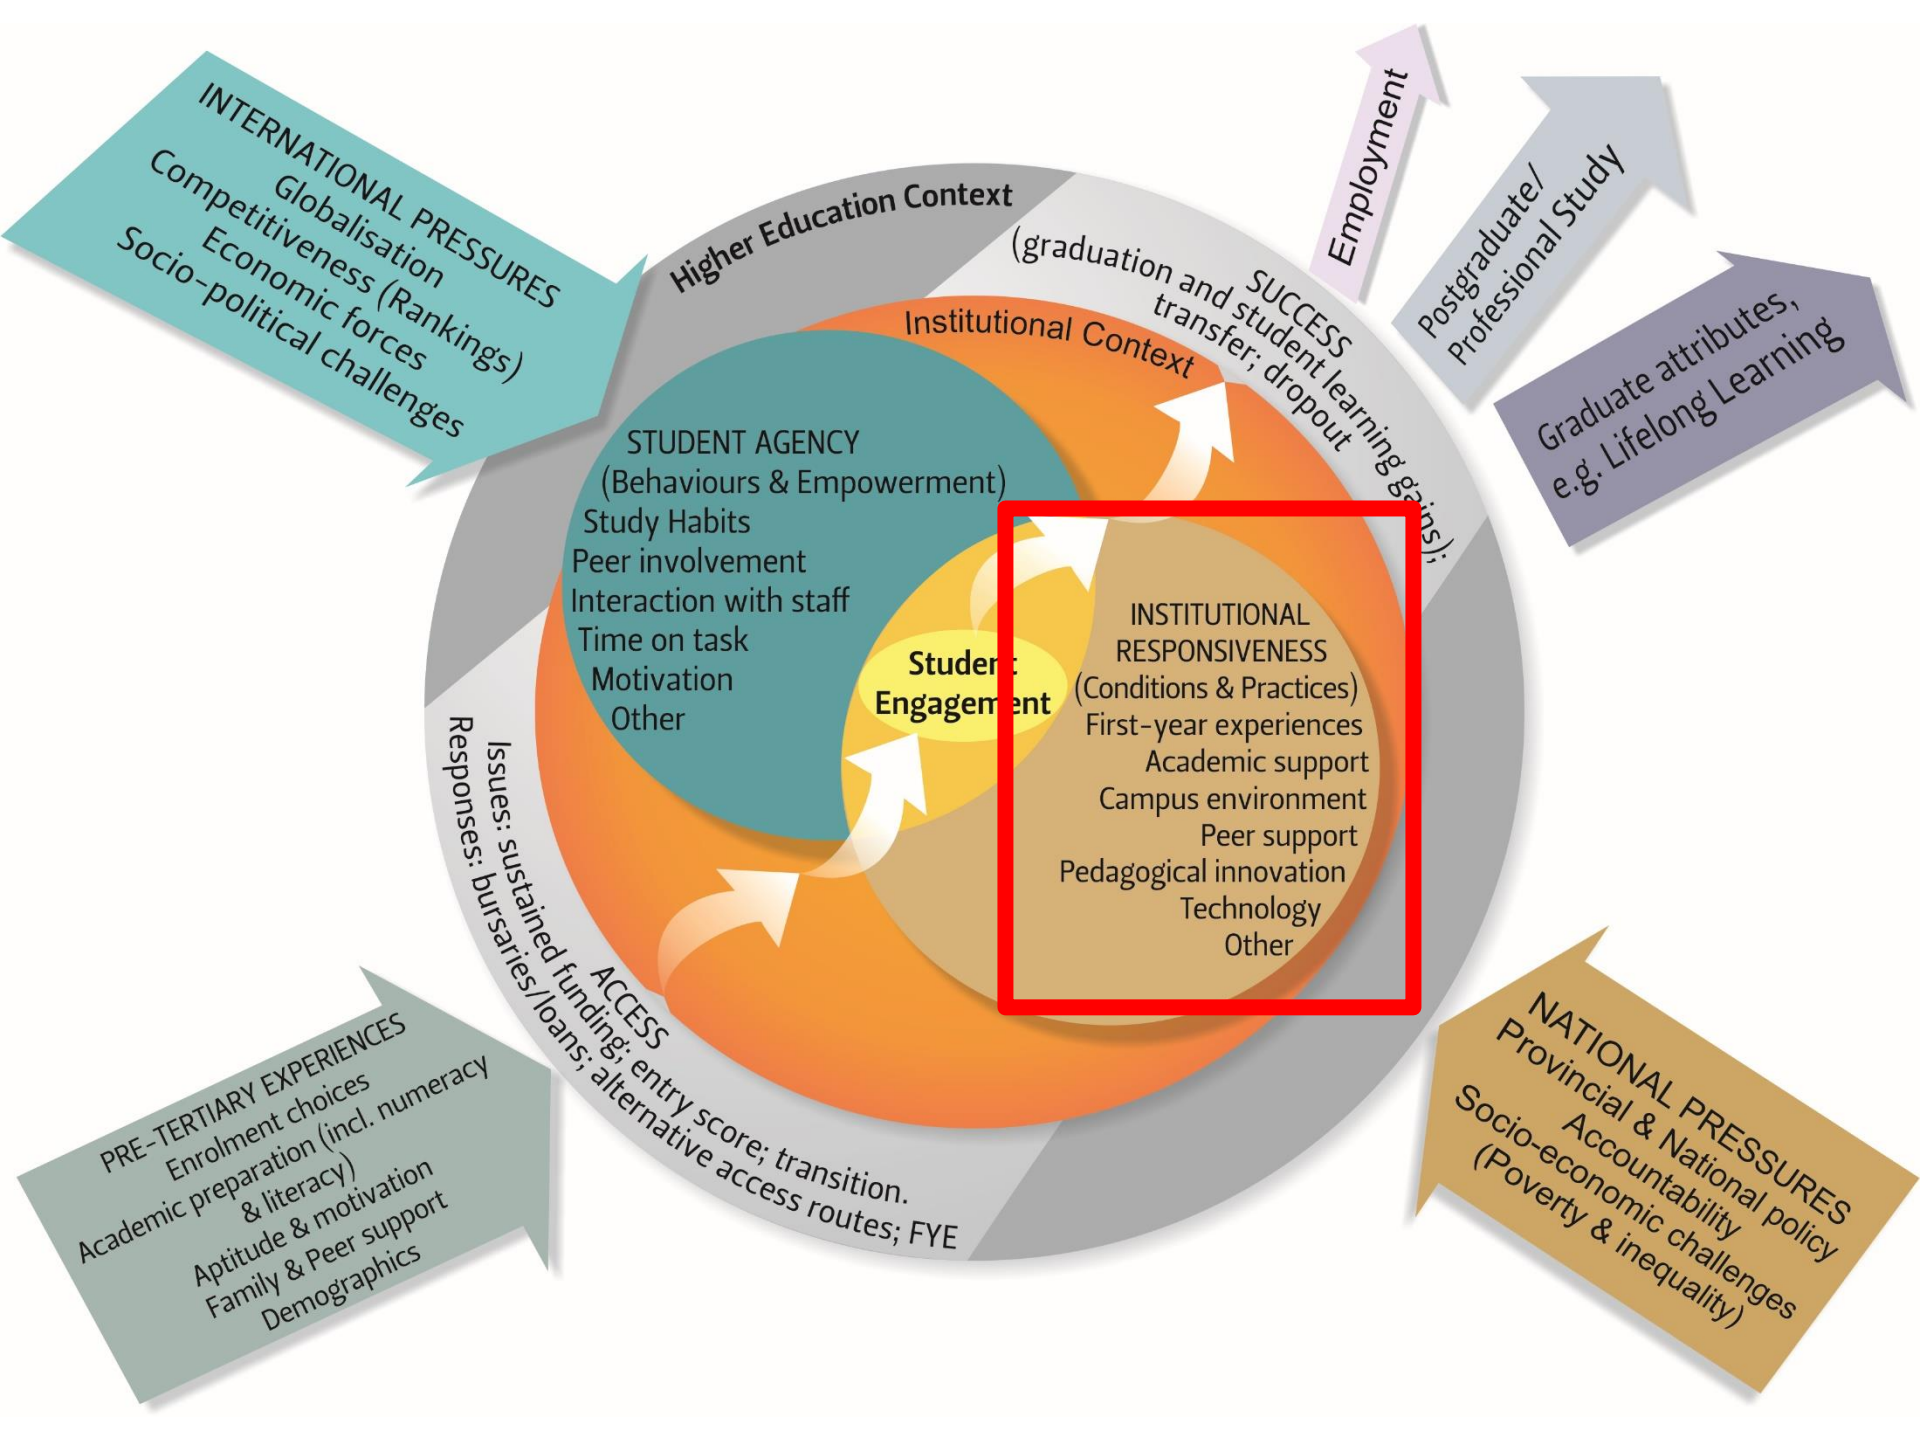 INTERNATIONAL PRESSURES
Globalisation
Competitiveness (Rankings)
Economic forces
Socio-political challenges
Higher Education Context
SUCCESS
(graduation and student learning gains);
transfer; dropout
Employment
Postgraduate/
Professional Study
Graduate attributes,
e.g. Lifelong Learning
Institutional Context
STUDENT AGENCY
(Behaviours & Empowerment)
Study Habits
Peer involvement
Interaction with staff
Time on task
Motivation
Other
Student
Engagement
INSTITUTIONAL
RESPONSIVENESS
(Conditions & Practices)
First-year experiences
Academic support
Campus environment
Peer support
Pedagogical innovation
Technology
Other
ACCESS
Issues: sustained funding; entry score; transition.
Responses: bursaries/loans; alternative access routes; FYE
PRE-TERTIARY EXPERIENCES
Enrolment choices
Academic preparation (incl. numeracy
& literacy)
Aptitude & motivation
Family & Peer support
Demographics
NATIONAL PRESSURES
Provincial & National policy
Accountability
Socio-economic challenges
(Poverty & inequality)